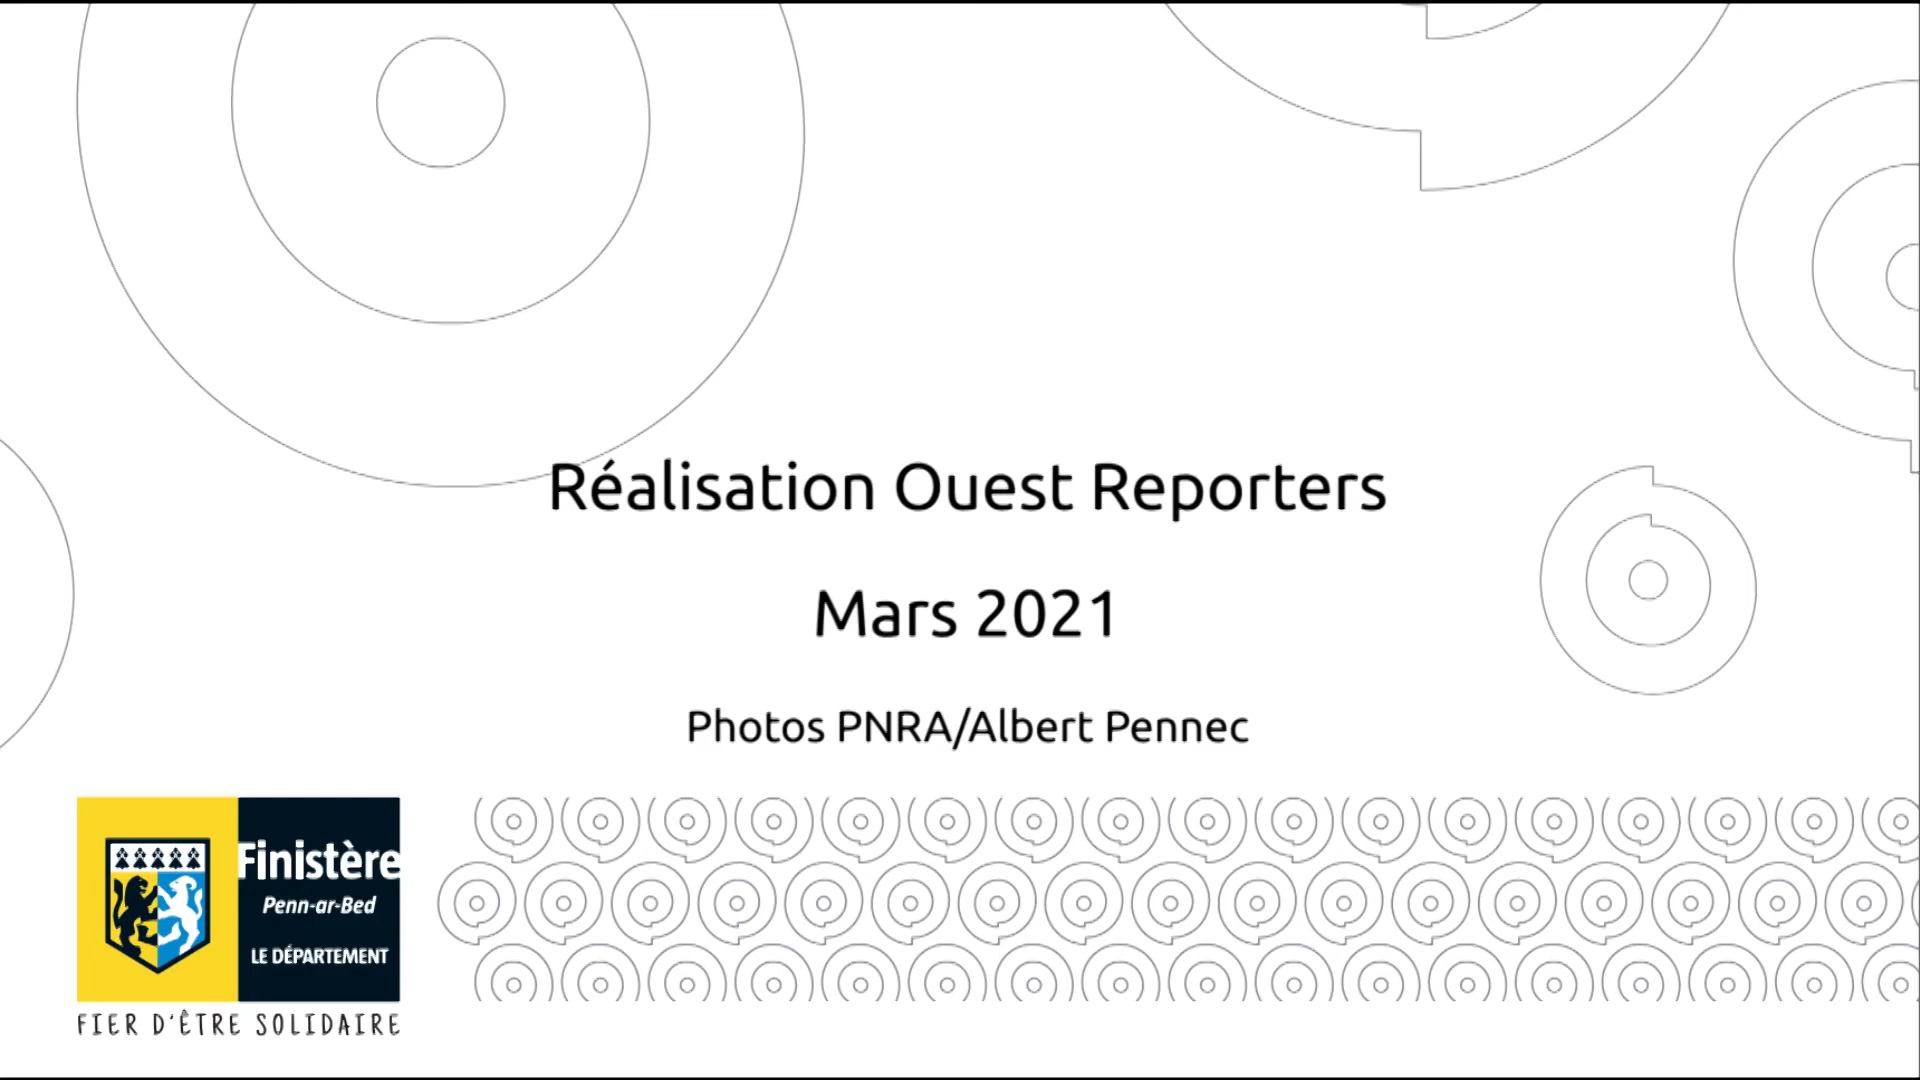 Réalisation Ouest Reporters
Mars 2021
Photos PNRA/Albert Pennec
Finistère
Penn-ar-Bed
LE DÉPARTEMENT
FIER D'ÊTRE SOLIDAIRE